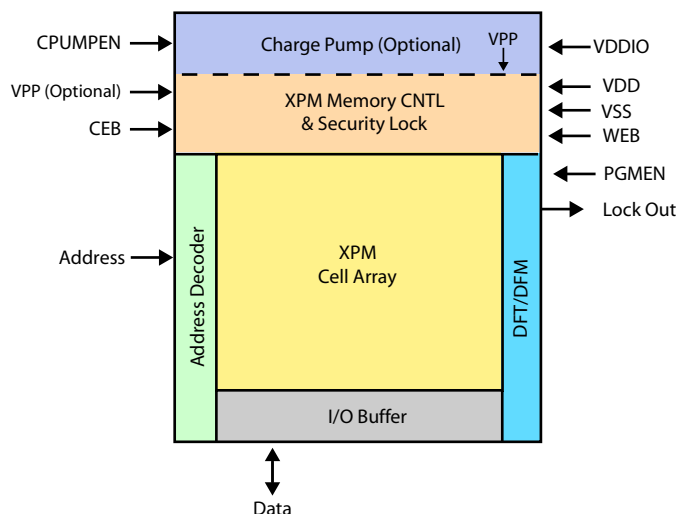 CPUMPEN
Charge Pump (Optional)
VPP
VDDIO
VPP (Optional)
XPM Memory CNTL
& Security Lock
VDD
VSS
CEB
WEB
PGMEN
Lock Out
Address
Address Decoder
XPM
Cell Array
DFT/DFM
I/O Buffer
Data